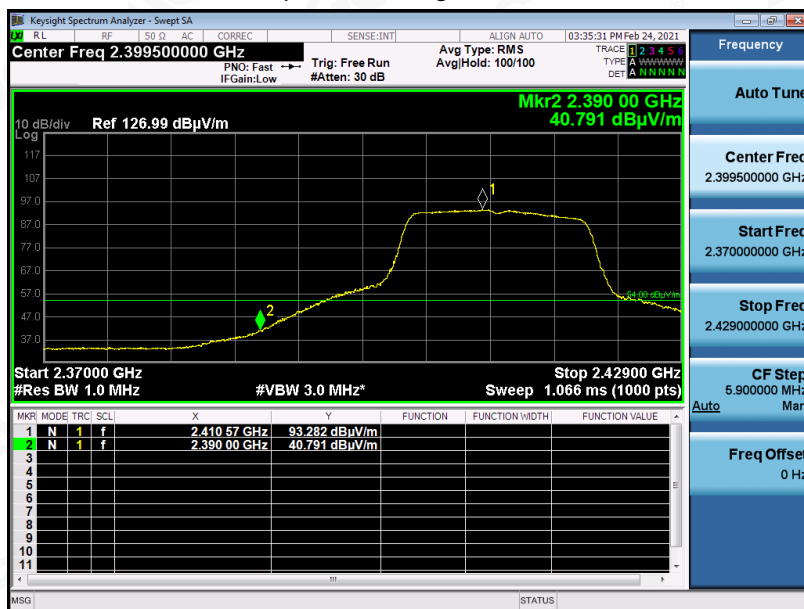 Keysight Spectrum Analyzer - Swept SA
RL RF 50 Ω AC CORREC SENSE:INT ALIGN AUTO 03:35:31 PM Feb 24, 2021
Center Freq 2.399500000 GHz
PNO: Fast
IFGain:Low
Trig: Free Run
#Atten: 30 dB
Avg Type: RMS
Avg|Hold: 100/100
TRACE 1 2 3 4 5 6
TYPE A WWWWW
DET A N N N N N
Mkr2 2.390 00 GHz
40.791 dBµV/m
10 dB/div Ref 126.99 dBµV/m
Log
117
107
97.0
87.0
77.0
67.0
57.0
47.0
37.0
1
2
54.00 dBµV/m
Start 2.37000 GHz Stop 2.42900 GHz
#Res BW 1.0 MHz #VBW 3.0 MHz* Sweep 1.066 ms (1000 pts)
MKR MODE TRC SCL X Y FUNCTION FUNCTION WIDTH FUNCTION VALUE
1 N 1 f 2.410 57 GHz 93.282 dBµV/m
2 N 1 f 2.390 00 GHz 40.791 dBµV/m
3
4
5
6
7
8
9
10
11
MSG STATUS
Frequency
Auto Tune
Center Freq
2.399500000 GHz
Start Freq
2.370000000 GHz
Stop Freq
2.429000000 GHz
CF Step
5.900000 MHz
Auto Man
Freq Offset
0 Hz